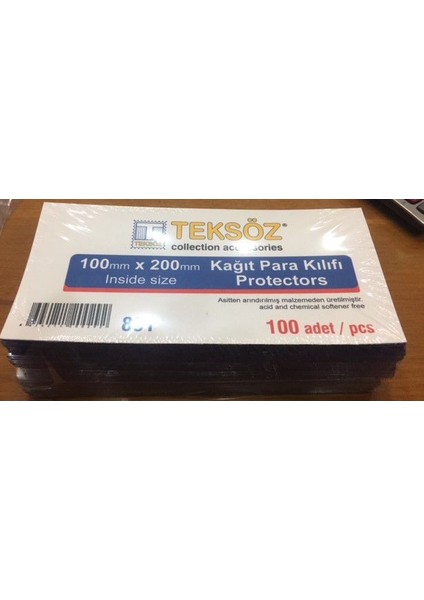 TEKSÖZ®
collection accessories
100mm x 200mm Kağıt Para Kılıfı
Inside size Protectors
Asitten arındırılmış malzemeden üretilmiştir.
acid and chemical softener free
100 adet / pcs